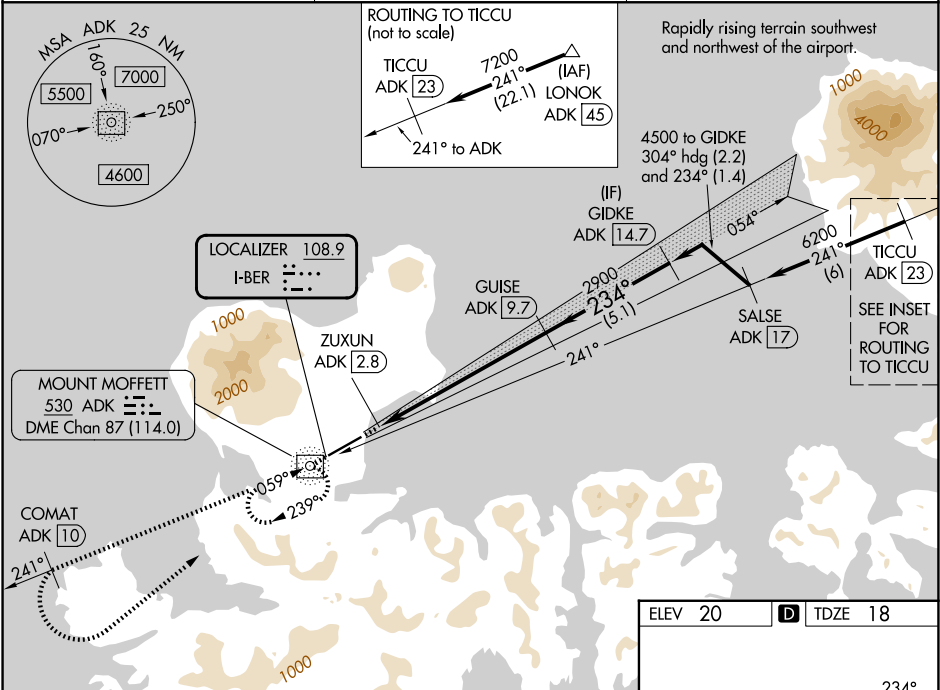 MSA ADK 25 NM
160°
7000
5500
250°
070°
4600
ROUTING TO TICCU
(not to scale)
TICCU
ADK 23
7200
241°
(22.1)
(IAF)
LONOK
ADK 45
241° to ADK
Rapidly rising terrain southwest
and northwest of the airport.
1000
4000
4500 to GIDKE
304° hdg (2.2)
and 234° (1.4)
(IF)
GIDKE
ADK 14.7
054°
6200
241°
(6)
TICCU
ADK 23
SEE INSET
FOR
ROUTING
TO TICCU
LOCALIZER 108.9
I-BER
GUISE
ADK 9.7
2900
234°
(5.1)
241°
SALSE
ADK 17
1000
2000
ZUXUN
ADK 2.8
MOUNT MOFFETT
530 ADK
DME Chan 87 (114.0)
059°
239°
COMAT
ADK 10
241°
1000
ELEV 20 D TDZE 18
234°